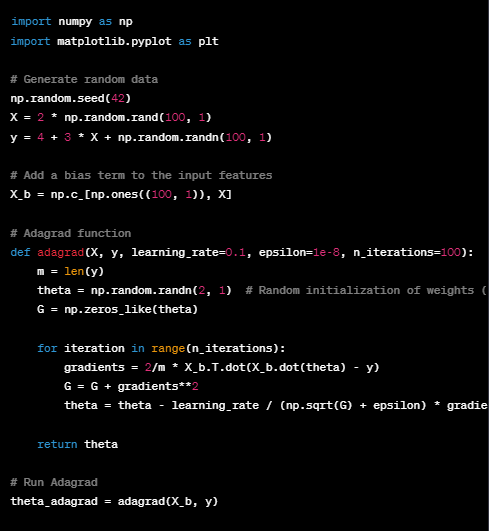 import numpy as np
import matplotlib.pyplot as plt

# Generate random data
np.random.seed(42)
X = 2 * np.random.rand(100, 1)
y = 4 + 3 * X + np.random.randn(100, 1)

# Add a bias term to the input features
X_b = np.c_[np.ones((100, 1)), X]

# Adagrad function
def adagrad(X, y, learning_rate=0.1, epsilon=1e-8, n_iterations=100):
    m = len(y)
    theta = np.random.randn(2, 1)  # Random initialization of weights (
    G = np.zeros_like(theta)

    for iteration in range(n_iterations):
        gradients = 2/m * X_b.T.dot(X_b.dot(theta) - y)
        G = G + gradients**2
        theta = theta - learning_rate / (np.sqrt(G) + epsilon) * gradie

    return theta

# Run Adagrad
theta_adagrad = adagrad(X_b, y)